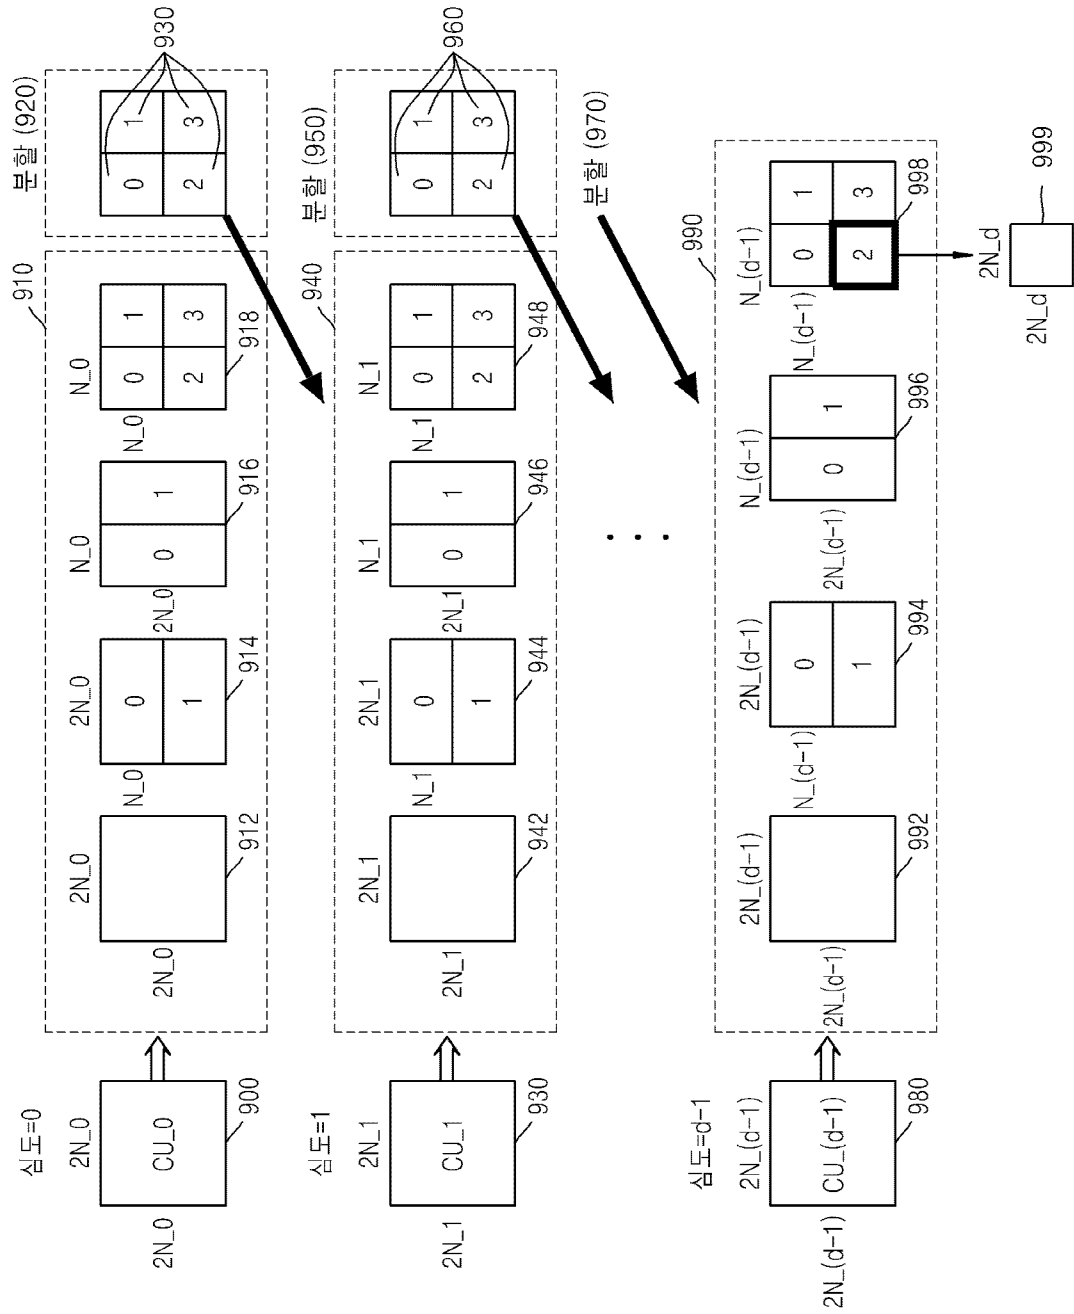 심도=0
2N_0
2N_0
CU_0
900
910
2N_0
2N_0
912
2N_0
N_0
0
1
914
N_0
2N_0
0
1
916
N_0
N_0
0
1
2
3
918
분할 (920)
0
1
2
3
930
심도=1
2N_1
2N_1
CU_1
930
940
2N_1
2N_1
942
2N_1
N_1
0
1
944
N_1
2N_1
0
1
946
N_1
N_1
0
1
2
3
948
분할 (950)
0
1
2
3
960
분할 (970)
심도=d-1
2N_(d-1)
2N_(d-1)
CU_(d-1)
980
990
2N_(d-1)
2N_(d-1)
992
2N_(d-1)
N_(d-1)
0
1
994
N_(d-1)
2N_(d-1)
0
1
996
N_(d-1)
N_(d-1)
0
1
2
3
998
2N_d
2N_d
999